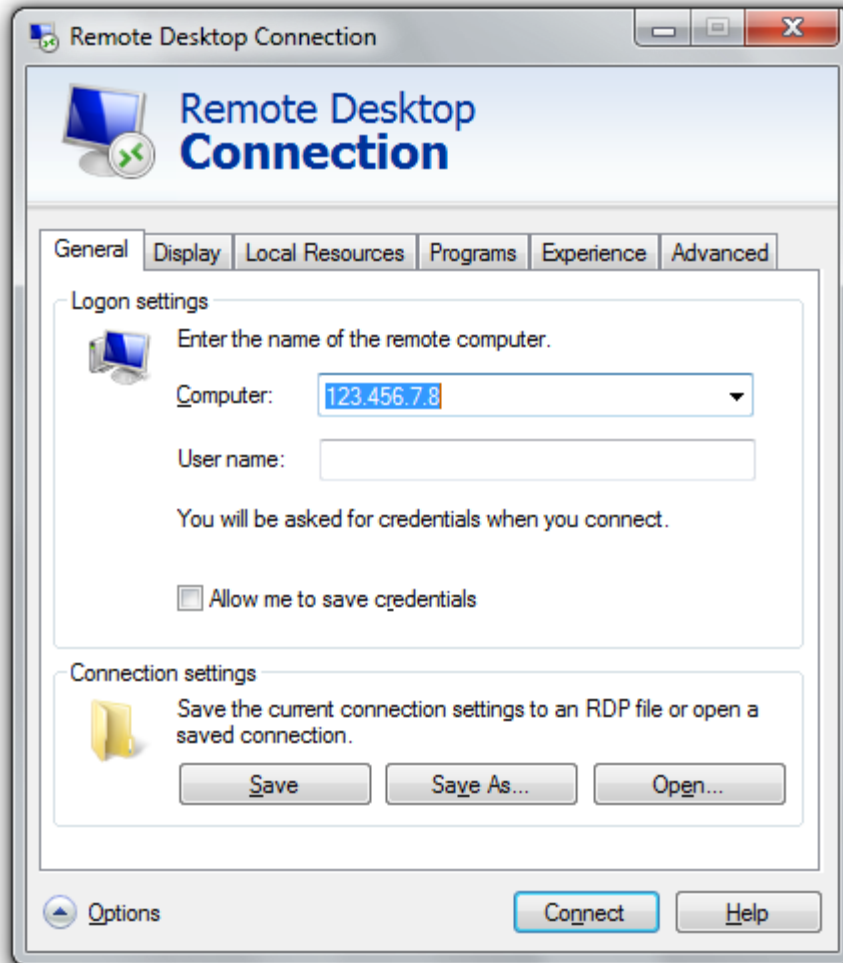 Remote Desktop Connection
Remote Desktop
Connection
General Display Local Resources Programs Experience Advanced
Logon settings
Enter the name of the remote computer.
Computer: 123.456.7.8
User name:
You will be asked for credentials when you connect.
Allow me to save credentials
Connection settings
Save the current connection settings to an RDP file or open a
saved connection.
Save Save As... Open...
Options Connect Help